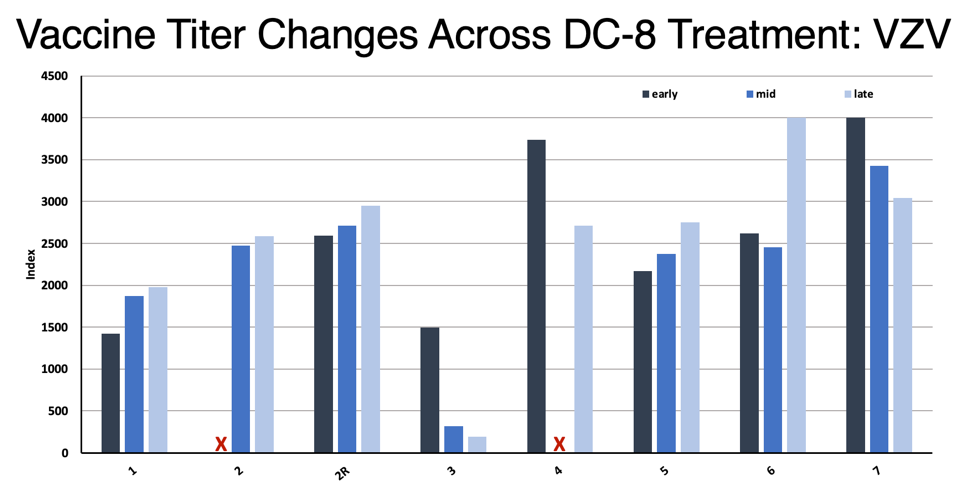 Vaccine Titer Changes Across DC-8 Treatment: VZV
4500
early mid late
4000
3500
3000
2500
Index
2000
1500
1000
500
X X
0
1 2 2R 3 4 5 6 7